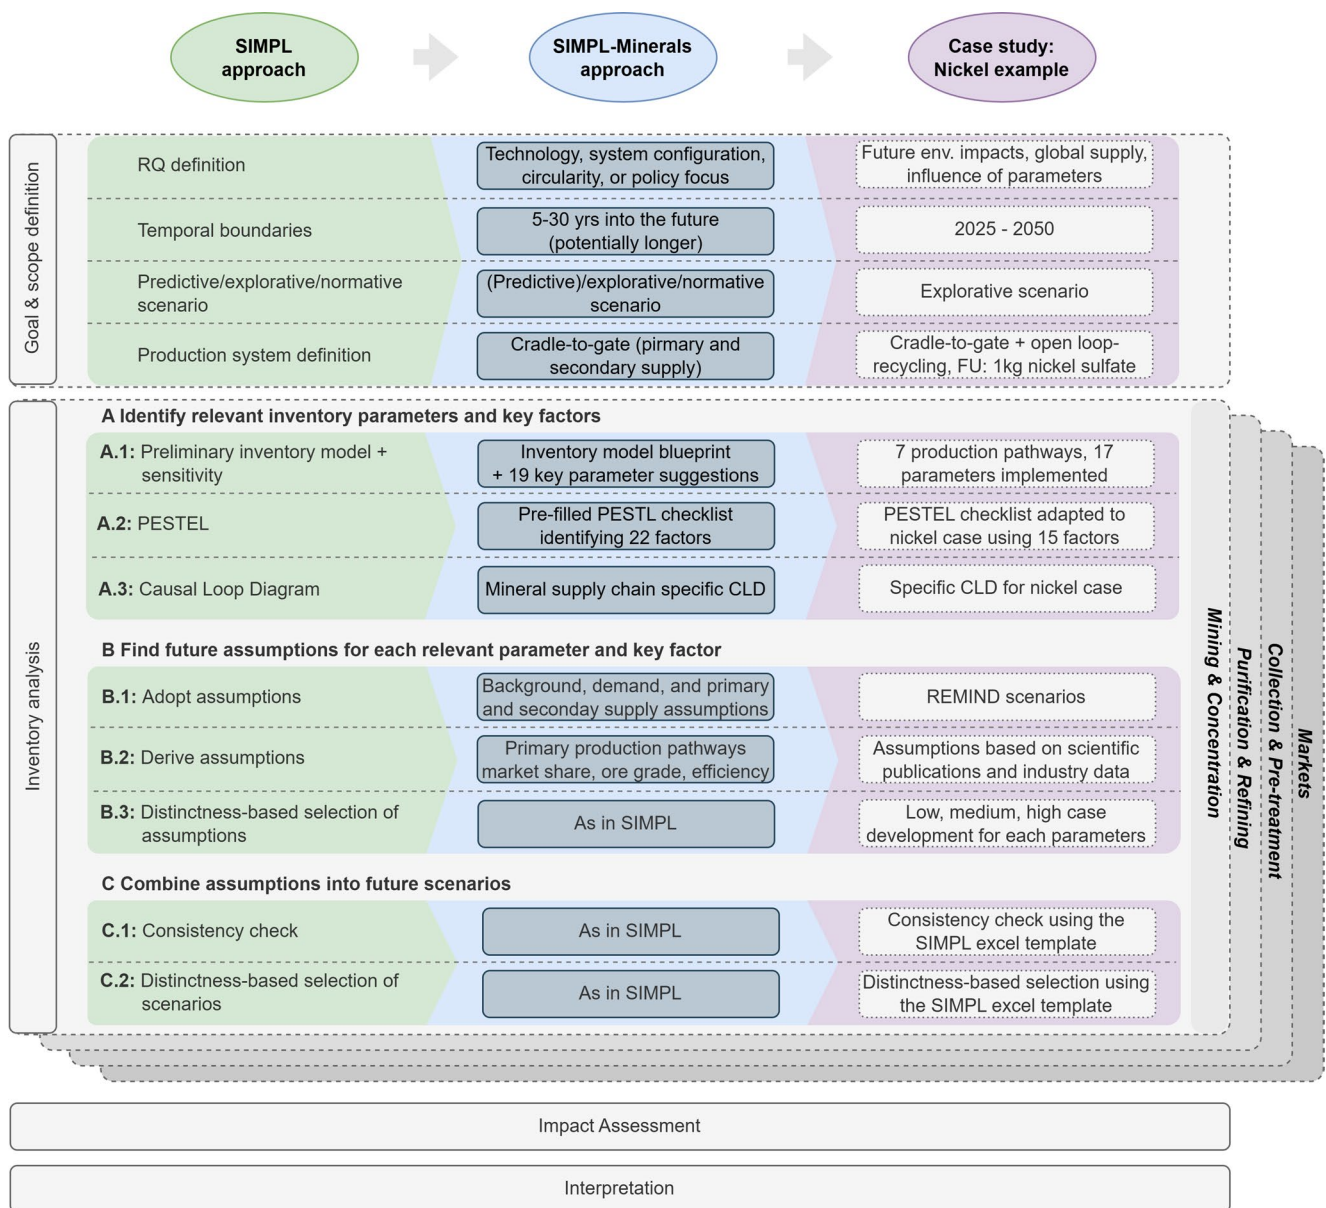 SIMPL
approach
SIMPL-Minerals
approach
Case study:
Nickel example
Goal & scope definition
RQ definition
Technology, system configuration,
circularity, or policy focus
Future env. impacts, global supply,
influence of parameters
Temporal boundaries
5-30 yrs into the future
(potentially longer)
2025 - 2050
Predictive/explorative/normative
scenario
(Predictive)/explorative/normative
scenario
Explorative scenario
Production system definition
Cradle-to-gate (pirmary and
secondary supply)
Cradle-to-gate + open loop-
recycling, FU: 1kg nickel sulfate
Inventory analysis
A Identify relevant inventory parameters and key factors
A.1: Preliminary inventory model +
sensitivity
Inventory model blueprint
+ 19 key parameter suggestions
7 production pathways, 17
parameters implemented
A.2: PESTEL
Pre-filled PESTL checklist
identifying 22 factors
PESTEL checklist adapted to
nickel case using 15 factors
A.3: Causal Loop Diagram
Mineral supply chain specific CLD
Specific CLD for nickel case
B Find future assumptions for each relevant parameter and key factor
B.1: Adopt assumptions
Background, demand, and primary
and seconday supply assumptions
REMIND scenarios
B.2: Derive assumptions
Primary production pathways
market share, ore grade, efficiency
Assumptions based on scientific
publications and industry data
B.3: Distinctness-based selection of
assumptions
As in SIMPL
Low, medium, high case
development for each parameters
C Combine assumptions into future scenarios
C.1: Consistency check
As in SIMPL
Consistency check using the
SIMPL excel template
C.2: Distinctness-based selection of
scenarios
As in SIMPL
Distinctness-based selection using
the SIMPL excel template
Mining & Concentration
Purification & Refining
Collection & Pre-treatment
Markets
Impact Assessment
Interpretation